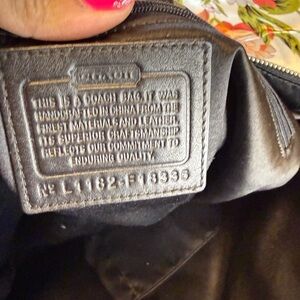 COACH
THIS IS A COACH BAG. IT WAS
HANDCRAFTED IN CHINA FROM THE
FINEST MATERIALS AND LEATHER.
ITS SUPERIOR CRAFTSMANSHIP
REFLECTS OUR COMMITMENT TO
ENDURING QUALITY.
Nº L1182-F18335